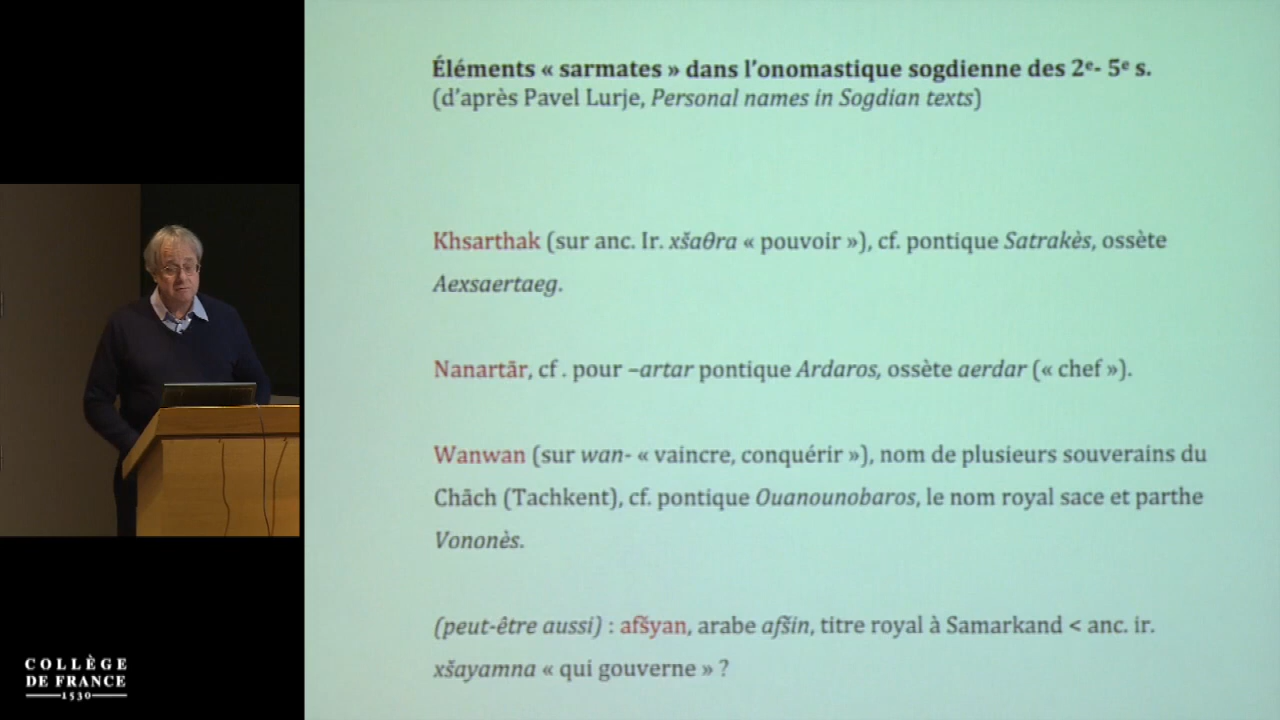 Éléments « sarmates » dans l’onomastique sogdienne des 2ᵉ- 5ᵉ s.
(d’après Pavel Lurje, Personal names in Sogdian texts)
Khsarthak (sur anc. Ir. xšaθra « pouvoir »), cf. pontique Satrakès, ossète
Aexsaertaeg.
Nanartār, cf . pour –artar pontique Ardaros, ossète aerdar (« chef »).
Wanwan (sur wan- « vaincre, conquérir »), nom de plusieurs souverains du
Chāch (Tachkent), cf. pontique Ouanounobaros, le nom royal sace et parthe
Vononès.
(peut-être aussi) : afšyan, arabe afšin, titre royal à Samarkand < anc. ir.
xšayamna « qui gouverne » ?
COLLÈGE
DE FRANCE
1530